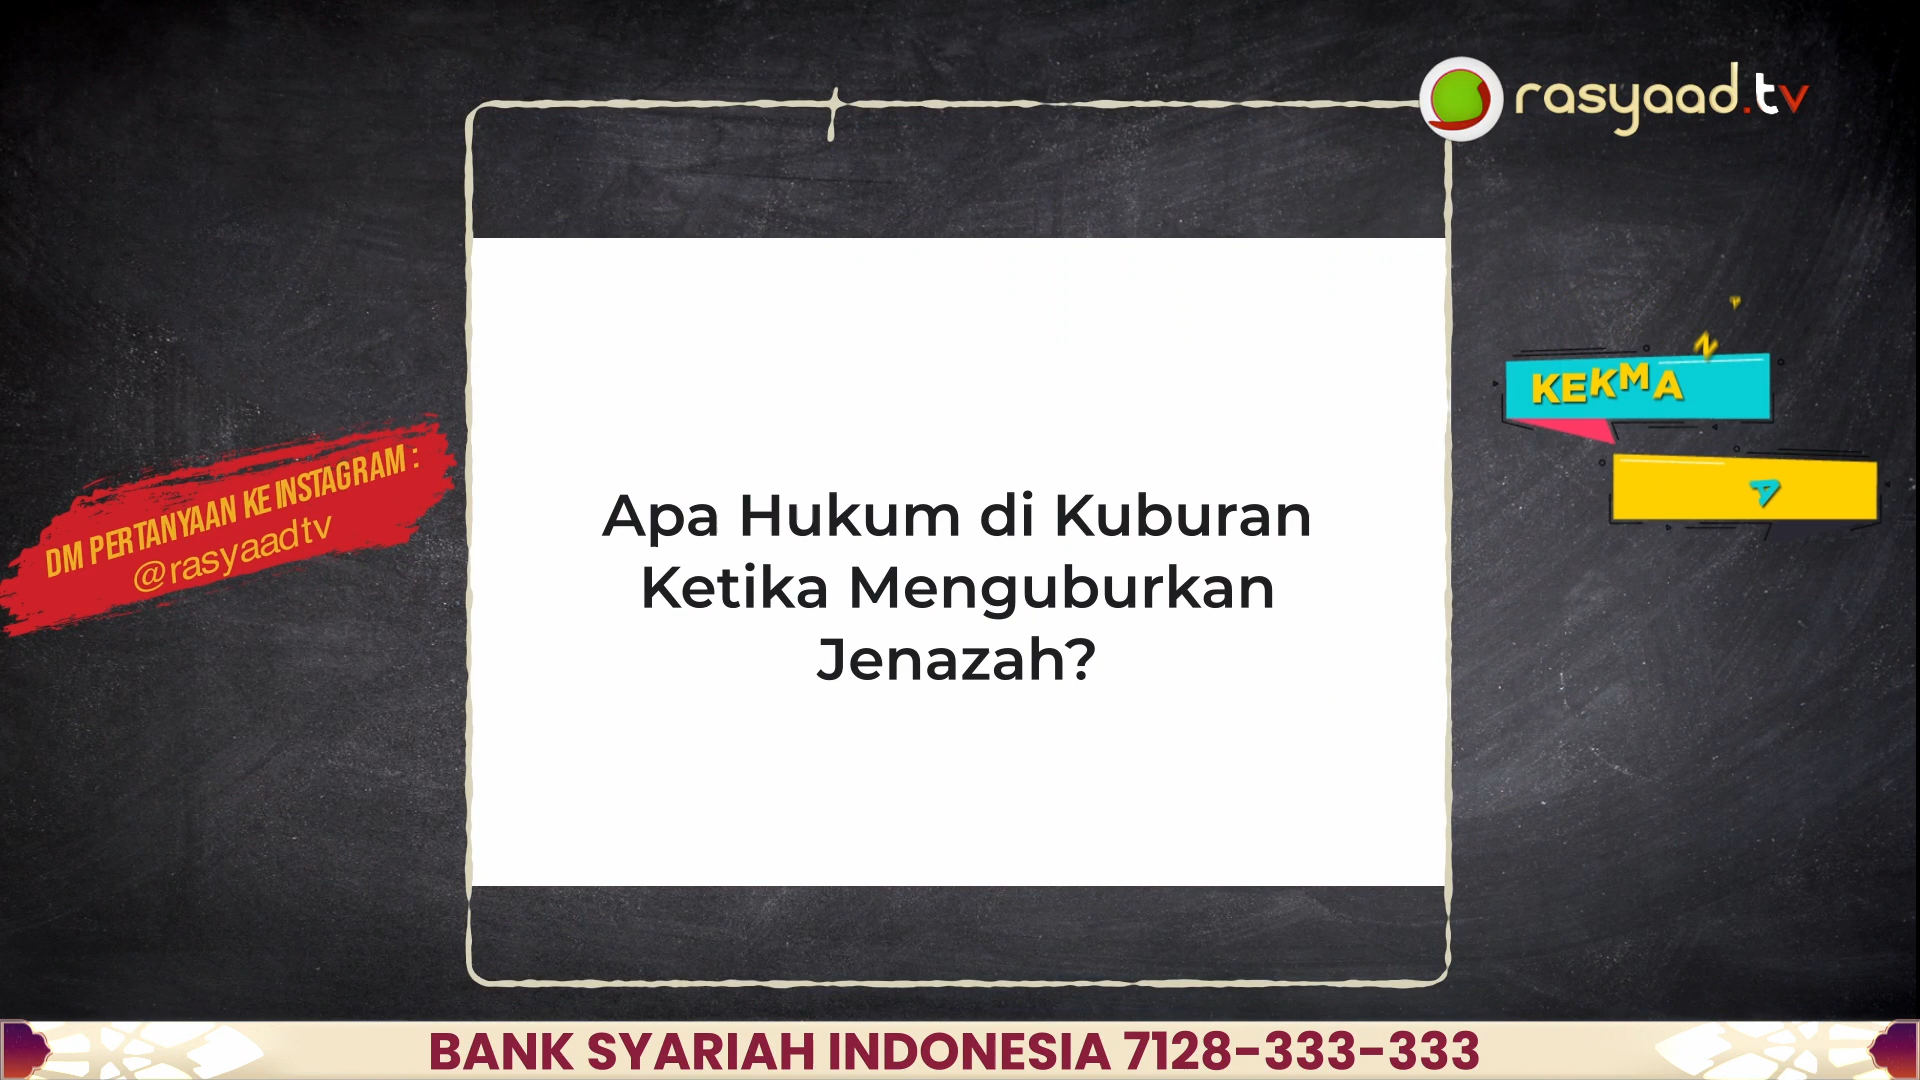 rasyaad.tv
KEKMA
DM PERTANYAAN KE INSTAGRAM :
@rasyaadtv
Apa Hukum di Kuburan
Ketika Menguburkan
Jenazah?
BANK SYARIAH INDONESIA 7128-333-333